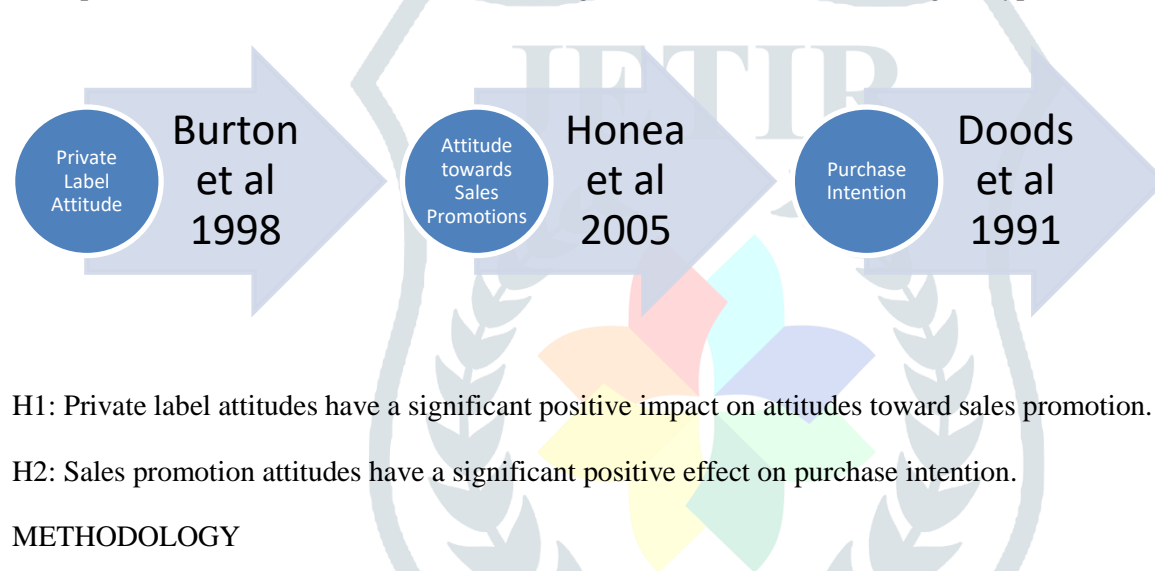 JETIR
Private
Label
Attitude
Burton
et al
1998
Attitude
towards
Sales
Promotions
Honea
et al
2005
Purchase
Intention
Doods
et al
1991
H1: Private label attitudes have a significant positive impact on attitudes toward sales promotion.
H2: Sales promotion attitudes have a significant positive effect on purchase intention.
METHODOLOGY